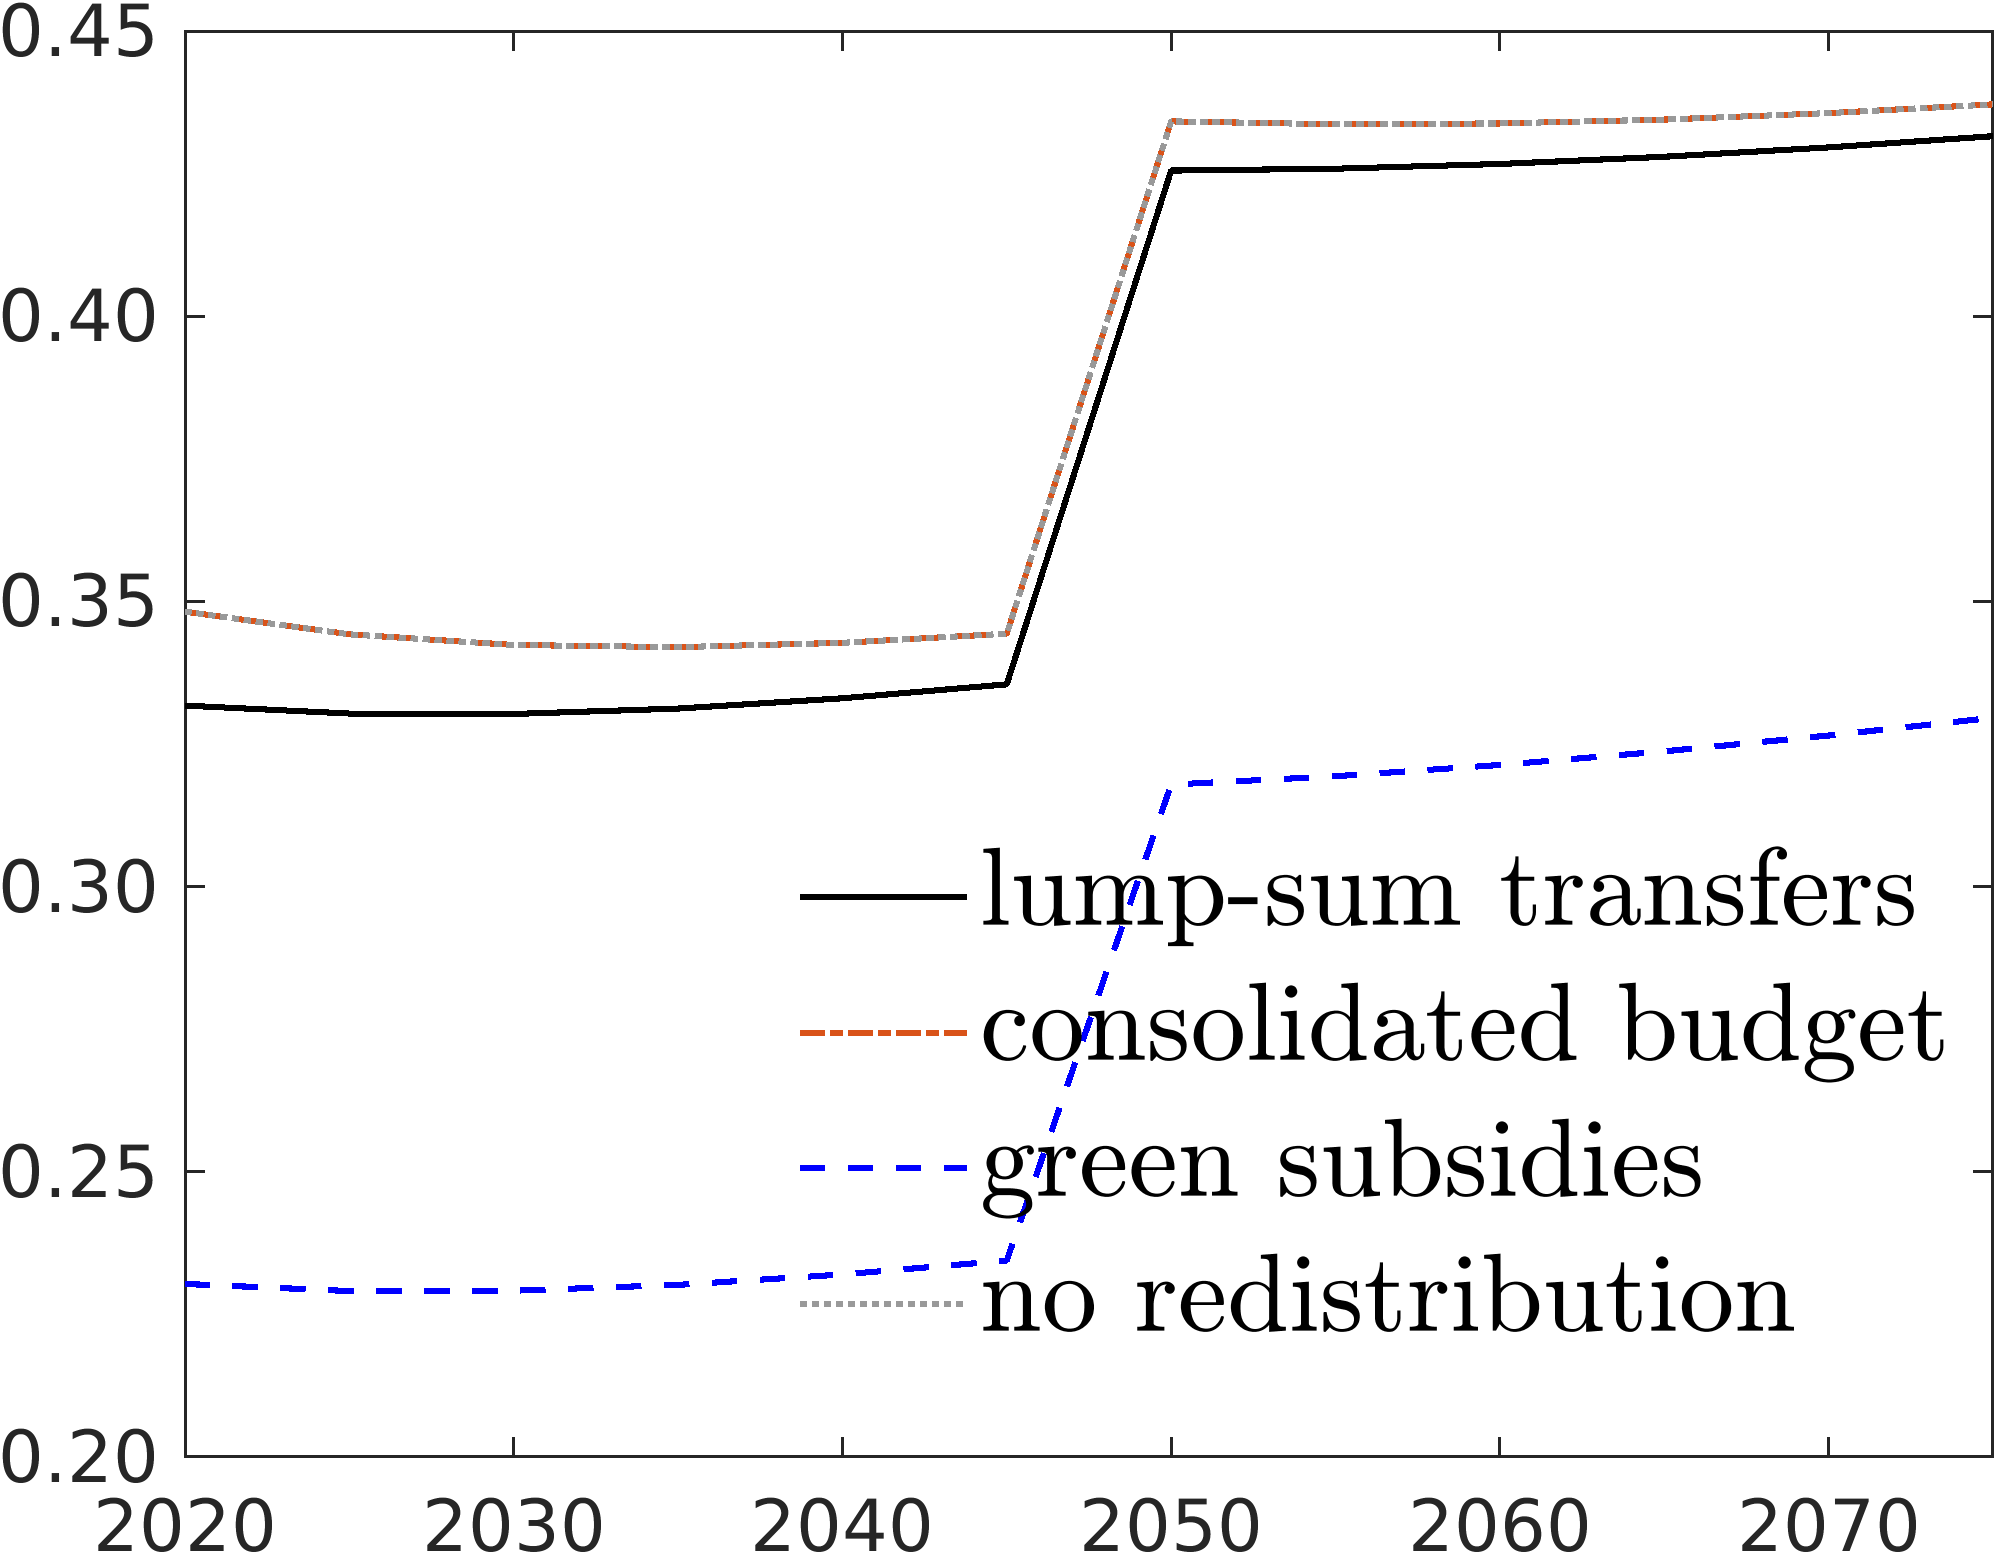 0.45
0.40
0.35
0.30
0.25
0.20
lump-sum transfers
consolidated budget
green subsidies
no redistribution
2020 2030 2040 2050 2060 2070